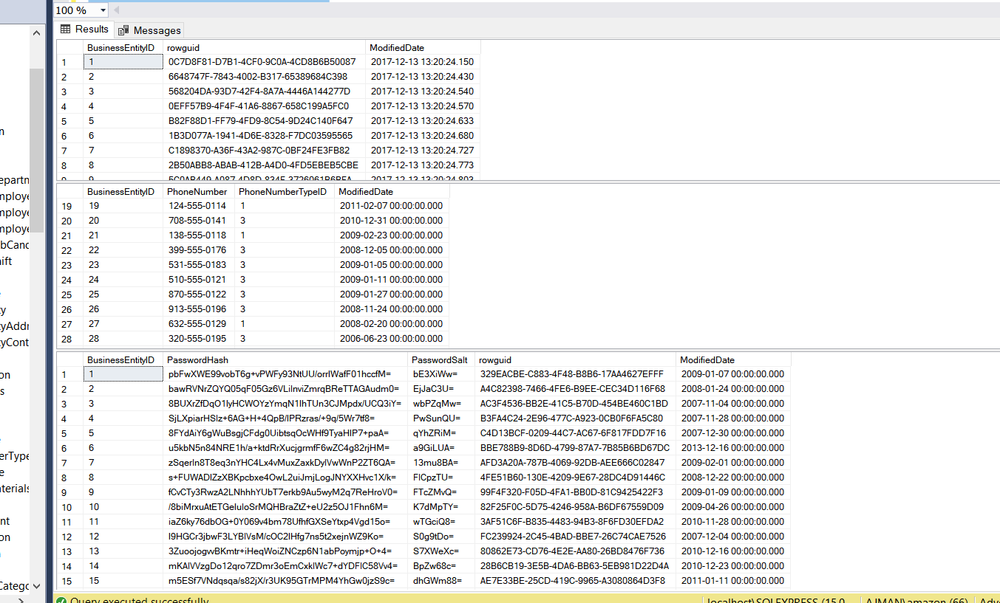 100 %
Results Messages
BusinessEntityID rowguid ModifiedDate
1 1 0C7D8F81-D7B1-4CF0-9C0A-4CD8B6B50087 2017-12-13 13:20:24.150
2 2 6648747F-7843-4002-B317-65389684C398 2017-12-13 13:20:24.430
3 3 568204DA-93D7-42F4-8A7A-4446A144277D 2017-12-13 13:20:24.540
4 4 0EFF57B9-4F4F-41A6-8867-658C199A5FC0 2017-12-13 13:20:24.570
5 5 B82F88D1-FF79-4FD9-8C54-9D24C140F647 2017-12-13 13:20:24.633
6 6 1B3D077A-1941-4D6E-8328-F7DC03595565 2017-12-13 13:20:24.680
7 7 C1898370-A36F-43A2-987C-0BF24FE3FB82 2017-12-13 13:20:24.727
8 8 2B50ABB8-ABAB-412B-A4D0-4FD5EBEB5CBE 2017-12-13 13:20:24.773
9 9 5C0AB449-A087-4D8D-834F-3726061B6BFA 2017-12-13 13:20:24.803
BusinessEntityID PhoneNumber PhoneNumberTypeID ModifiedDate
19 19 124-555-0114 1 2011-02-07 00:00:00.000
20 20 708-555-0141 3 2010-12-31 00:00:00.000
21 21 138-555-0118 1 2009-02-23 00:00:00.000
22 22 399-555-0176 3 2008-12-05 00:00:00.000
23 23 531-555-0183 3 2009-01-05 00:00:00.000
24 24 510-555-0121 3 2009-01-11 00:00:00.000
25 25 870-555-0122 3 2009-01-27 00:00:00.000
26 26 913-555-0196 3 2008-11-24 00:00:00.000
27 27 632-555-0129 1 2008-02-20 00:00:00.000
28 28 320-555-0195 3 2006-06-23 00:00:00.000
BusinessEntityID PasswordHash PasswordSalt rowguid ModifiedDate
1 1 pbFwXWE99vobT6g+vPWFy93NtUU/orrIWafF01hccfM= bE3XiWw= 329EACBE-C883-4F48-B8B6-17AA4627EFFF 2009-01-07 00:00:00.000
2 2 bawRVNrZQYQ05qF05Gz6VLilnviZmrqBReTTAGAudm0= EjJaC3U= A4C82398-7466-4FE6-B9EE-CEC34D116F68 2008-01-24 00:00:00.000
3 3 8BUXrZfDqO1IyHCWOYzYmqN1IhTUn3CJMpdx/UCQ3iY= wbPZqMw= AC3F4536-BB2E-41C5-B70D-454BE460C1BD 2007-11-04 00:00:00.000
4 4 SjLXpiarHSlz+6AG+H+4QpB/IPRzras/+9q/5Wr7tf8= PwSunQU= B3FA4C24-2E96-477C-A923-0CB0F6FA5C80 2007-11-28 00:00:00.000
5 5 8FYdAiY6gWuBsgjCFdg0UibtsqOcWHf9TyaHIP7+paA= qYhZRiM= C4D13BCF-0209-44C7-AC67-6F817FDD7F16 2007-12-30 00:00:00.000
6 6 u5kbN5n84NRE1h/a+ktdRrXucjgrmfF6wZC4g82rjHM= a9GiLUA= BBE788B9-8D6D-4799-87A7-7B85B6BD67DC 2013-12-16 00:00:00.000
7 7 zSqerIn8T8eq3nYHC4Lx4vMuxZaxkDylVwWnP2ZT6QA= 13mu8BA= AFD3A20A-787B-4069-92DB-AEE666C02847 2009-02-01 00:00:00.000
8 8 s+FUWADIZzXBKpcbxe4OwL2uiJmjLogJNYXXHvc1X/k= FlCpzTU= 4FE51B60-130E-4209-9E67-28DC4D91446C 2008-12-22 00:00:00.000
9 9 fCvCTy3RwzA2LNhhhYUbT7erkb9Au5wyM2q7ReHroV0= FTcZMvQ= 99F4F320-F05D-4FA1-BB0D-81C9425422F3 2009-01-09 00:00:00.000
10 10 /8biMrxuAtETGeluIoSrMQHBraZtZ+eU2z5OJ1Fhn6M= K7dMpTY= 82F25F0C-5D75-4246-958A-B6DF67559D09 2009-04-26 00:00:00.000
11 11 iaZ6ky76dbOG+0Y069v4bm78UfhfGXSeYtxp4Vgd15o= wTGciQ8= 3AF51C6F-B835-4483-94B3-8F6FD30EFDA2 2010-11-28 00:00:00.000
12 12 l9HGCr3jbwF3LYBlVsM/cOC2IHfg7ns5t2xejnWZ9Ko= S0g9tDo= FC239924-2C45-4BAD-BBE7-26C74CAE7526 2007-12-04 00:00:00.000
13 13 3ZuoojogvvBKmtr+iHeqWoiZNCzp6N1abPoymjp+O+4= S7XWeXc= 80862E73-CD76-4E2E-AA80-26BD8476F736 2010-12-16 00:00:00.000
14 14 mKAlVVzgDo12qro7ZDmr3oEmCxklWc7+dYDFlC58Vv4= BpZw68c= 28B6CB19-3E5B-4DA6-BB63-5EB981D22D4A 2010-12-23 00:00:00.000
15 15 m5ESf7VNdqsqa/s82jX/r3UK95GTrMPM4YhGw0jzS9c= dhGWm88= AE7E33BE-25CD-419C-9965-A3080864D3F8 2011-01-11 00:00:00.000
Query executed successfully
localhost\SQLEXPRESS (15.0 AJMAN\amazon (66) Adv